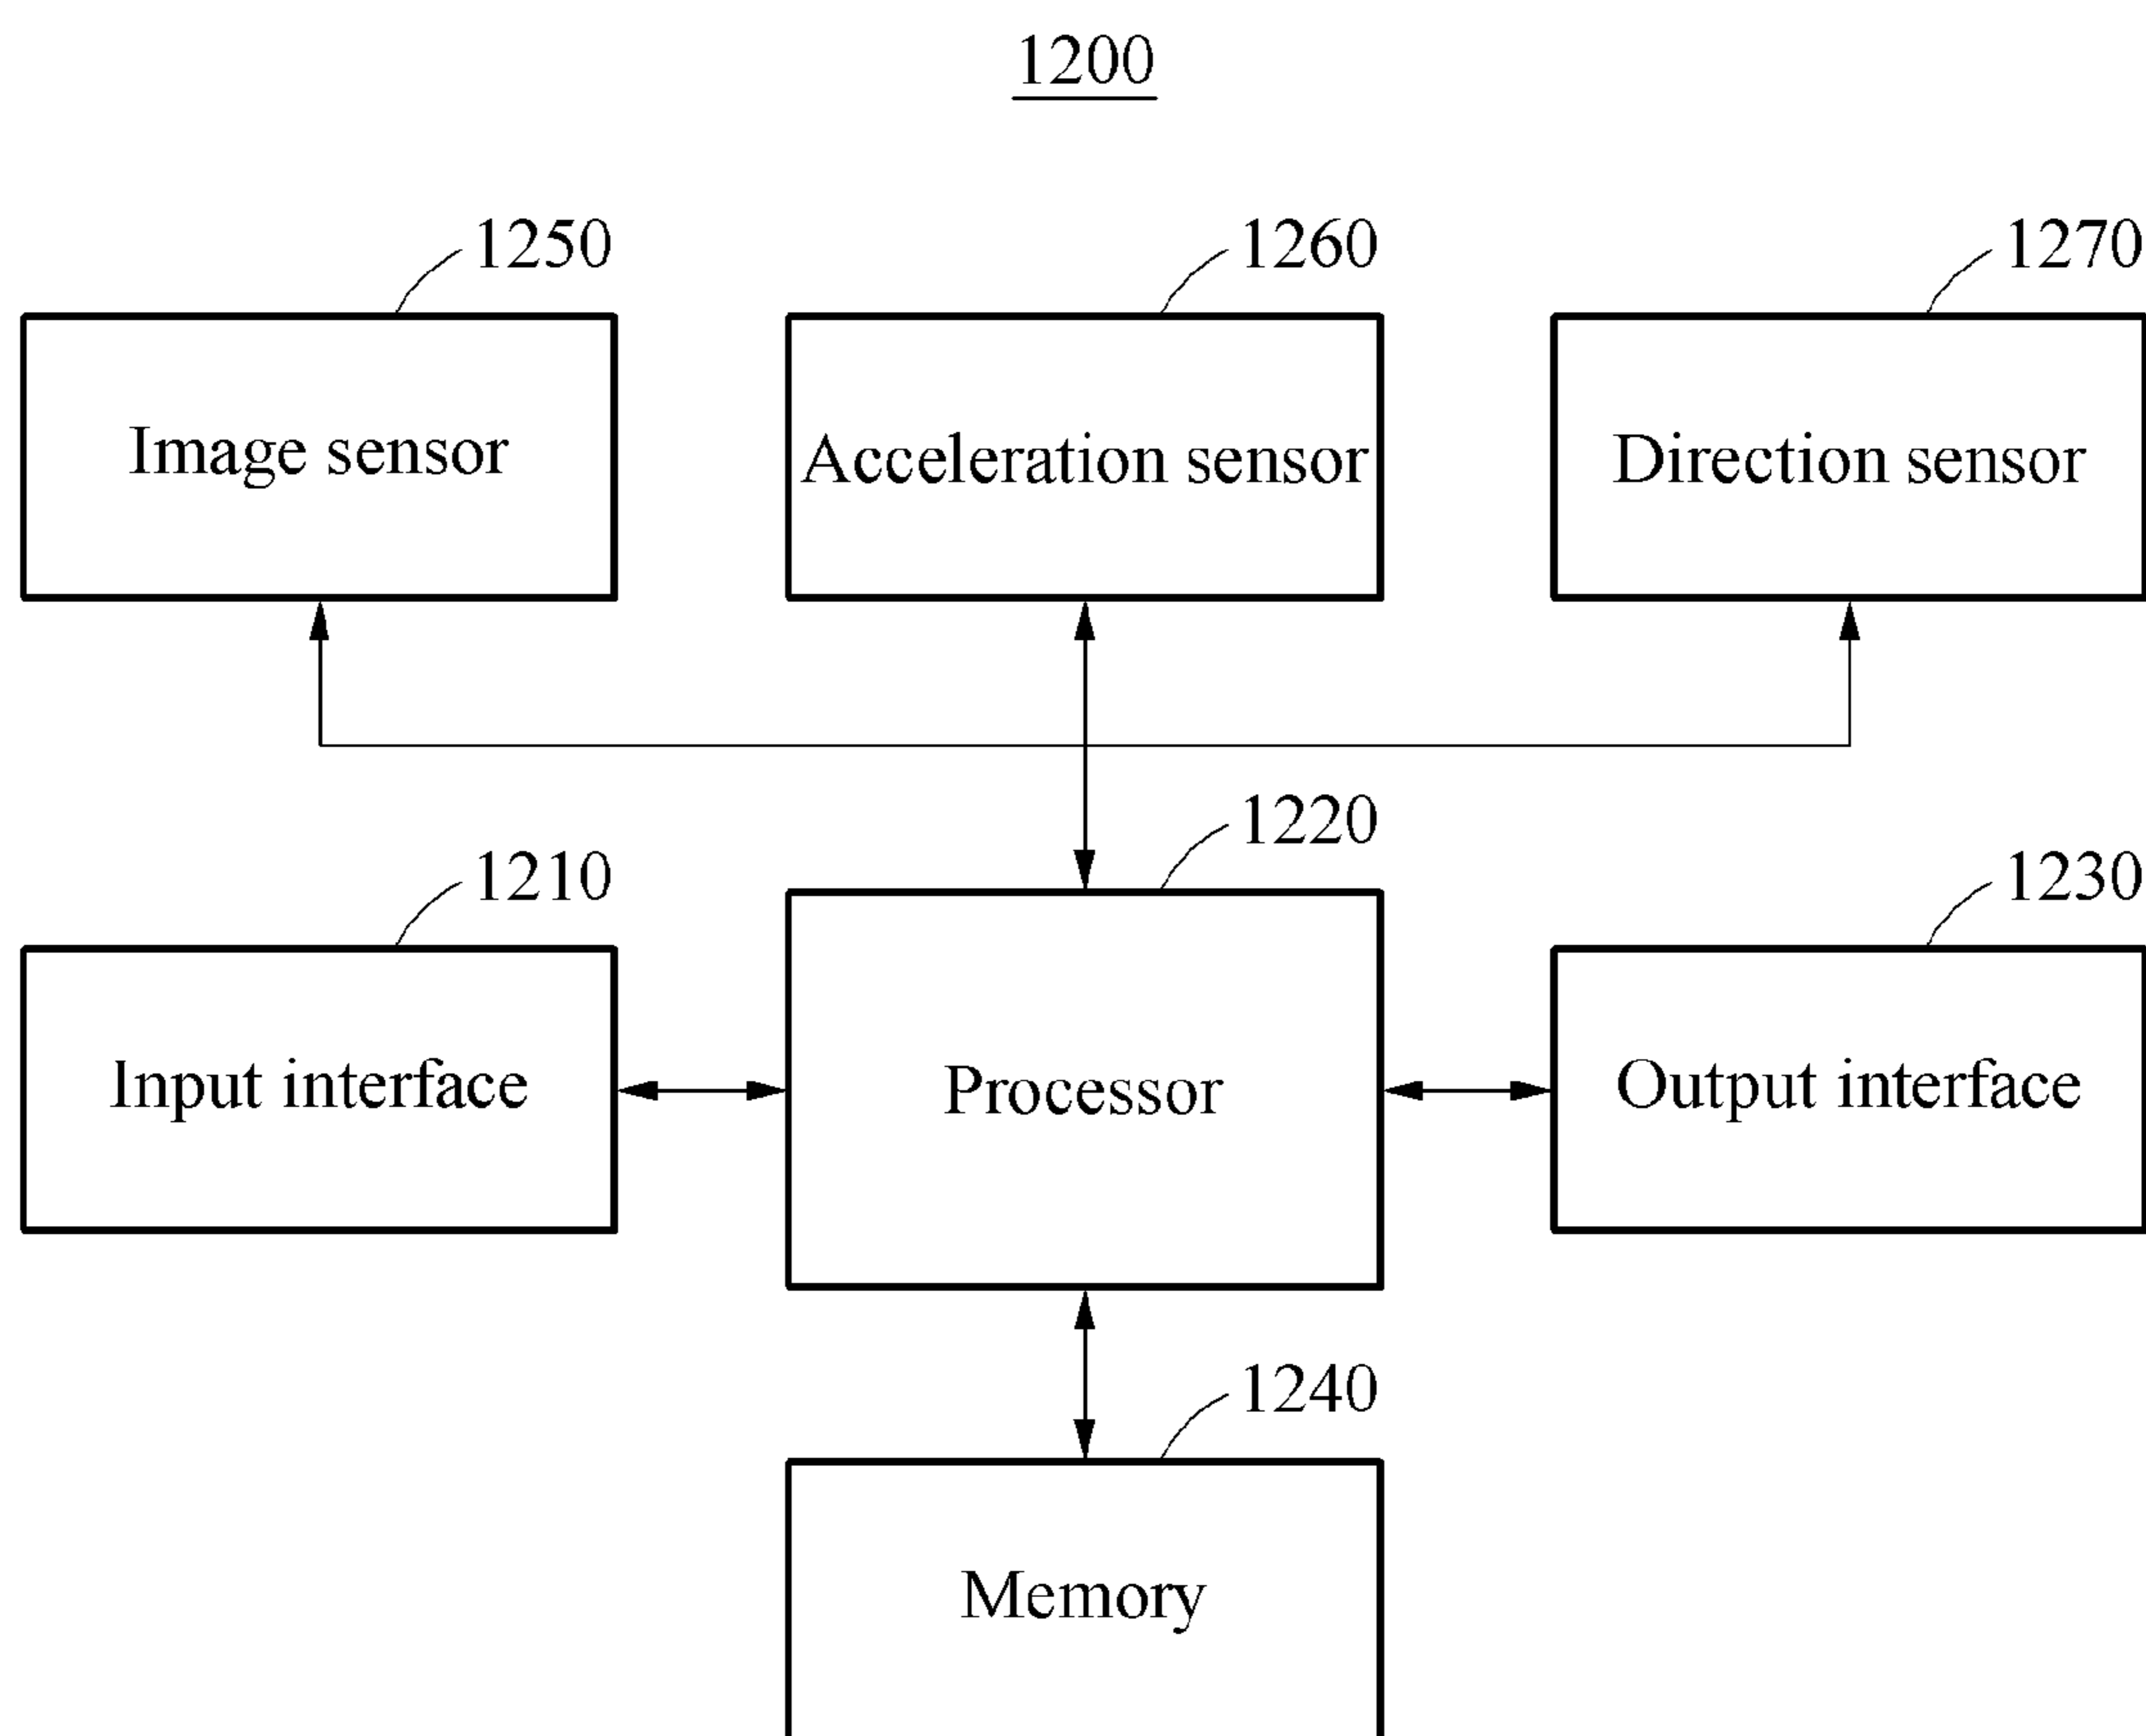 1200
1250
1260
1270
Image sensor
Acceleration sensor
Direction sensor
1220
1210
1230
Input interface
Processor
Output interface
1240
Memory